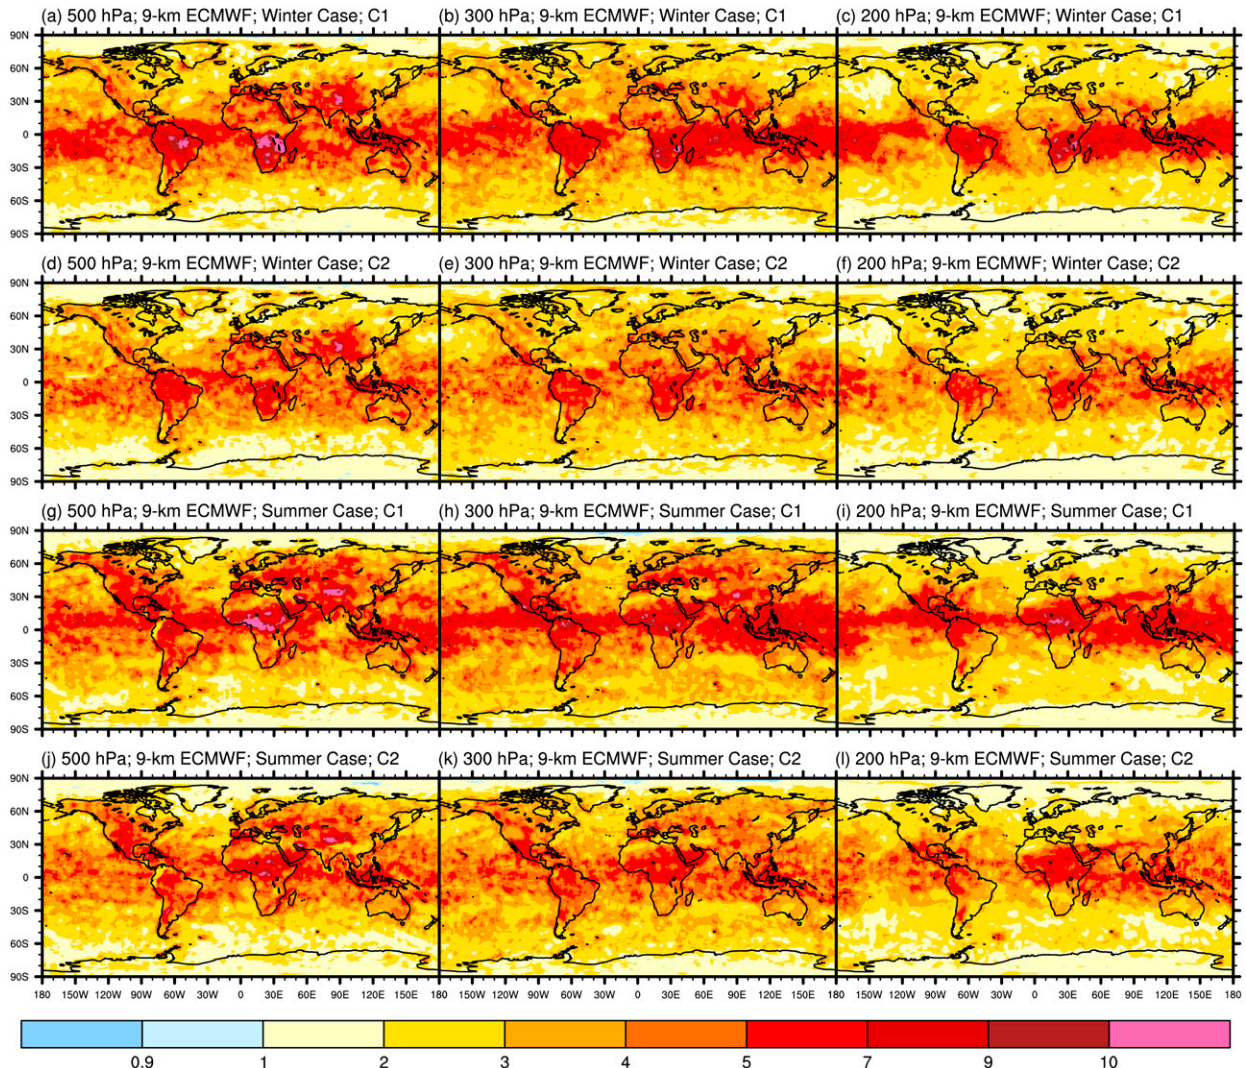 (a) 500 hPa; 9-km ECMWF; Winter Case; C1 (b) 300 hPa; 9-km ECMWF; Winter Case; C1 (c) 200 hPa; 9-km ECMWF; Winter Case; C1
90N
60N
30N
0
30S
60S
90S
(d) 500 hPa; 9-km ECMWF; Winter Case; C2 (e) 300 hPa; 9-km ECMWF; Winter Case; C2 (f) 200 hPa; 9-km ECMWF; Winter Case; C2
90N
60N
30N
0
30S
60S
90S
(g) 500 hPa; 9-km ECMWF; Summer Case; C1 (h) 300 hPa; 9-km ECMWF; Summer Case; C1 (i) 200 hPa; 9-km ECMWF; Summer Case; C1
90N
60N
30N
0
30S
60S
90S
(j) 500 hPa; 9-km ECMWF; Summer Case; C2 (k) 300 hPa; 9-km ECMWF; Summer Case; C2 (l) 200 hPa; 9-km ECMWF; Summer Case; C2
90N
60N
30N
0
30S
60S
90S
180 150W 120W 90W 60W 30W 0 30E 60E 90E 120E 150E 180 150W 120W 90W 60W 30W 0 30E 60E 90E 120E 150E 180 150W 120W 90W 60W 30W 0 30E 60E 90E 120E 150E 180
0.9 1 2 3 4 5 7 9 10